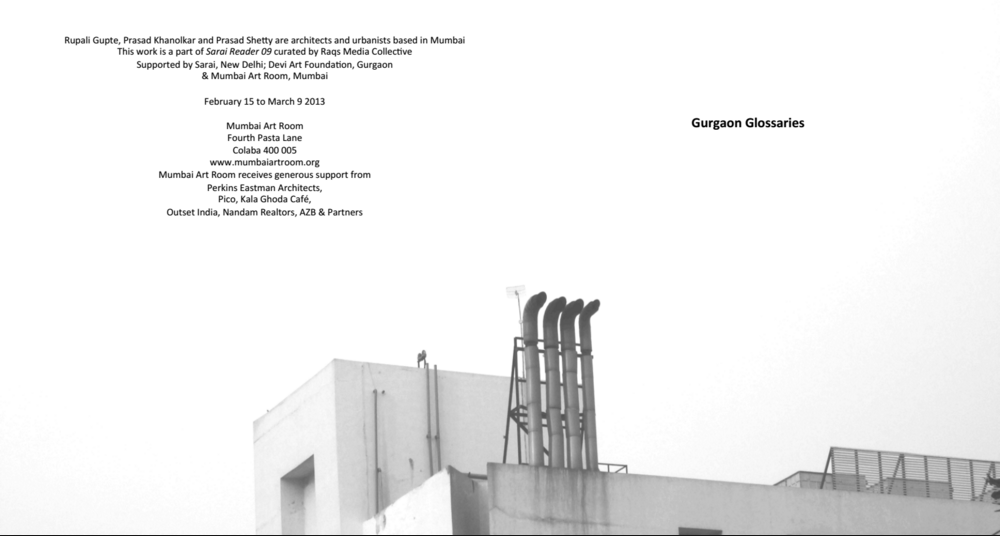 Rupali Gupte, Prasad Khanolkar and Prasad Shetty are architects and urbanists based in Mumbai
This work is a part of Sarai Reader 09 curated by Raqs Media Collective
Supported by Sarai, New Delhi; Devi Art Foundation, Gurgaon
& Mumbai Art Room, Mumbai
February 15 to March 9 2013
Mumbai Art Room
Fourth Pasta Lane
Colaba 400 005
www.mumbaiartroom.org
Mumbai Art Room receives generous support from
Perkins Eastman Architects,
Pico, Kala Ghoda Café,
Outset India, Nandam Realtors, AZB & Partners
Gurgaon Glossaries